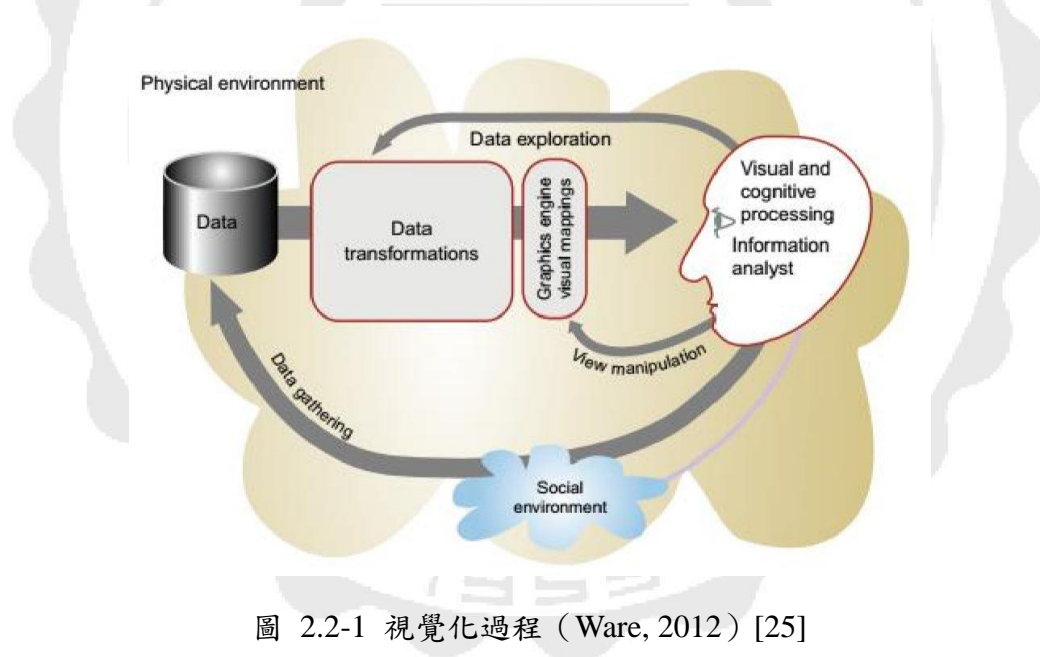 Physical environment
Data exploration
Data
Data
transformations
Graphics engine
visual mappings
Visual and
cognitive
processing
Information
analyst
View manipulation
Data gathering
Social
environment
圖 2.2-1 視覺化過程（Ware, 2012）[25]